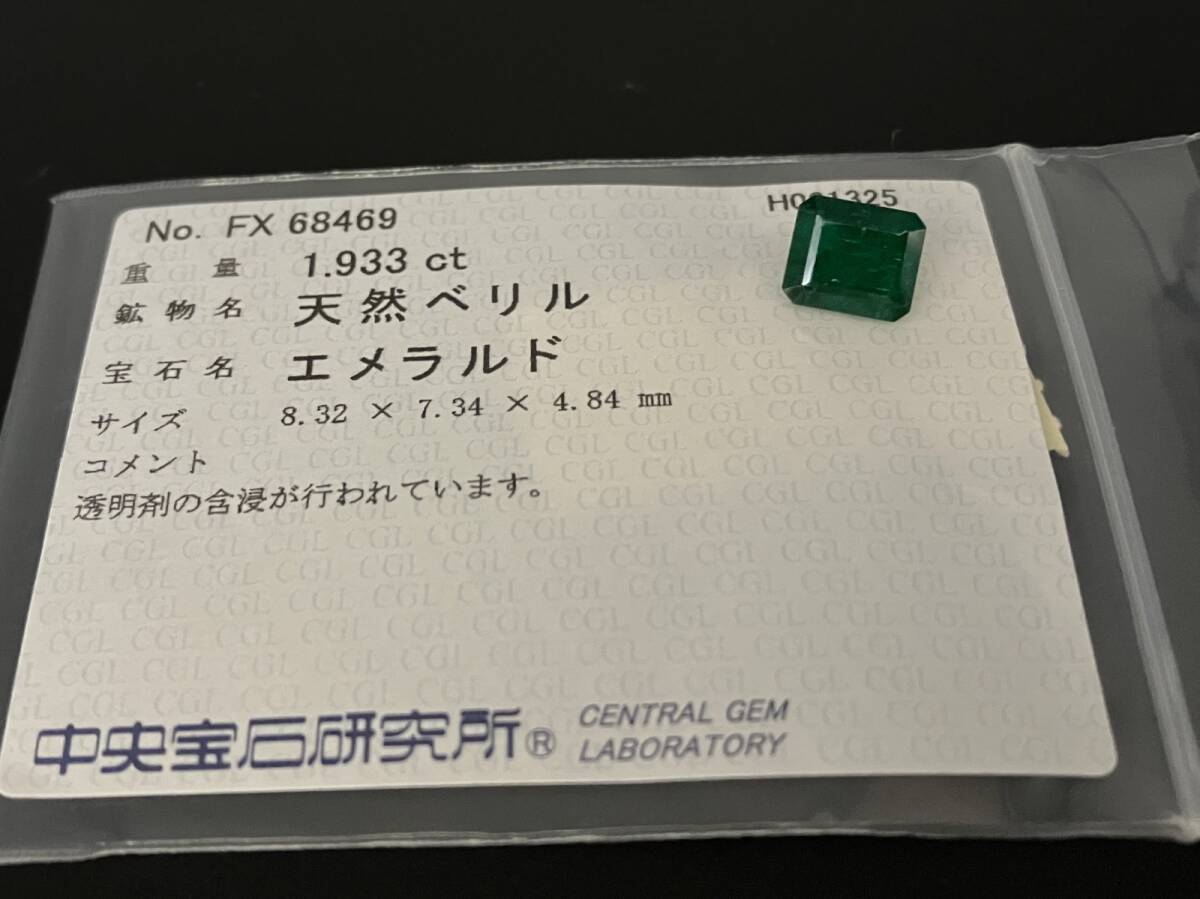 No. FX 68469
重量 1.933 ct
鉱物名 天然ベリル
宝石名 エメラルド
サイズ 8.32 × 7.34 × 4.84 mm
コメント
透明剤の含浸が行われています。
中央宝石研究所® CENTRAL GEM
LABORATORY